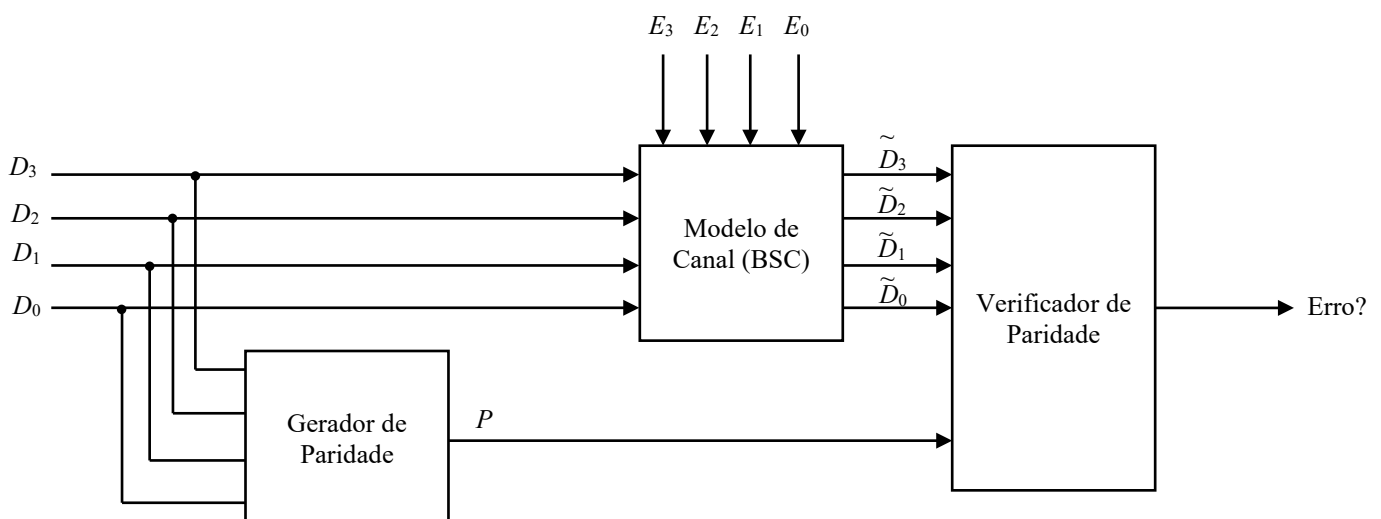 E₃ E₂ E₁ E₀
D₃
D₂
D₁
D₀
Modelo de
Canal (BSC)
D̃₃
D̃₂
D̃₁
D̃₀
Verificador de
Paridade
Erro?
Gerador de
Paridade
P